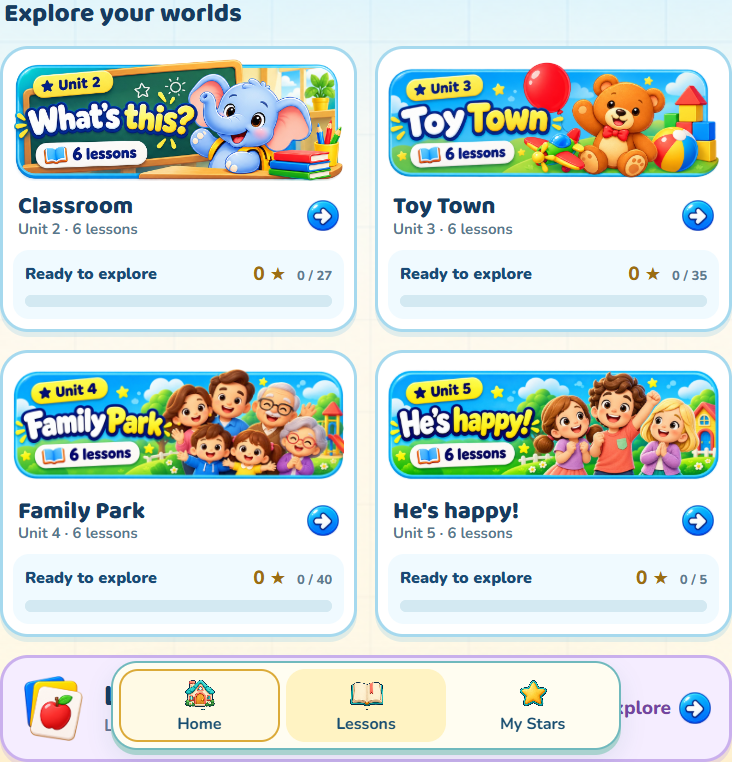 Explore your worlds
Unit 2
What's this?
6 lessons
Classroom
Unit 2 · 6 lessons
Ready to explore
0 ★ 0 / 27
Unit 3
Toy Town
6 lessons
Toy Town
Unit 3 · 6 lessons
Ready to explore
0 ★ 0 / 35
Unit 4
Family Park
6 lessons
Family Park
Unit 4 · 6 lessons
Ready to explore
0 ★ 0 / 40
Unit 5
He's happy!
6 lessons
He's happy!
Unit 5 · 6 lessons
Ready to explore
0 ★ 0 / 5
xplore
Home
Lessons
My Stars